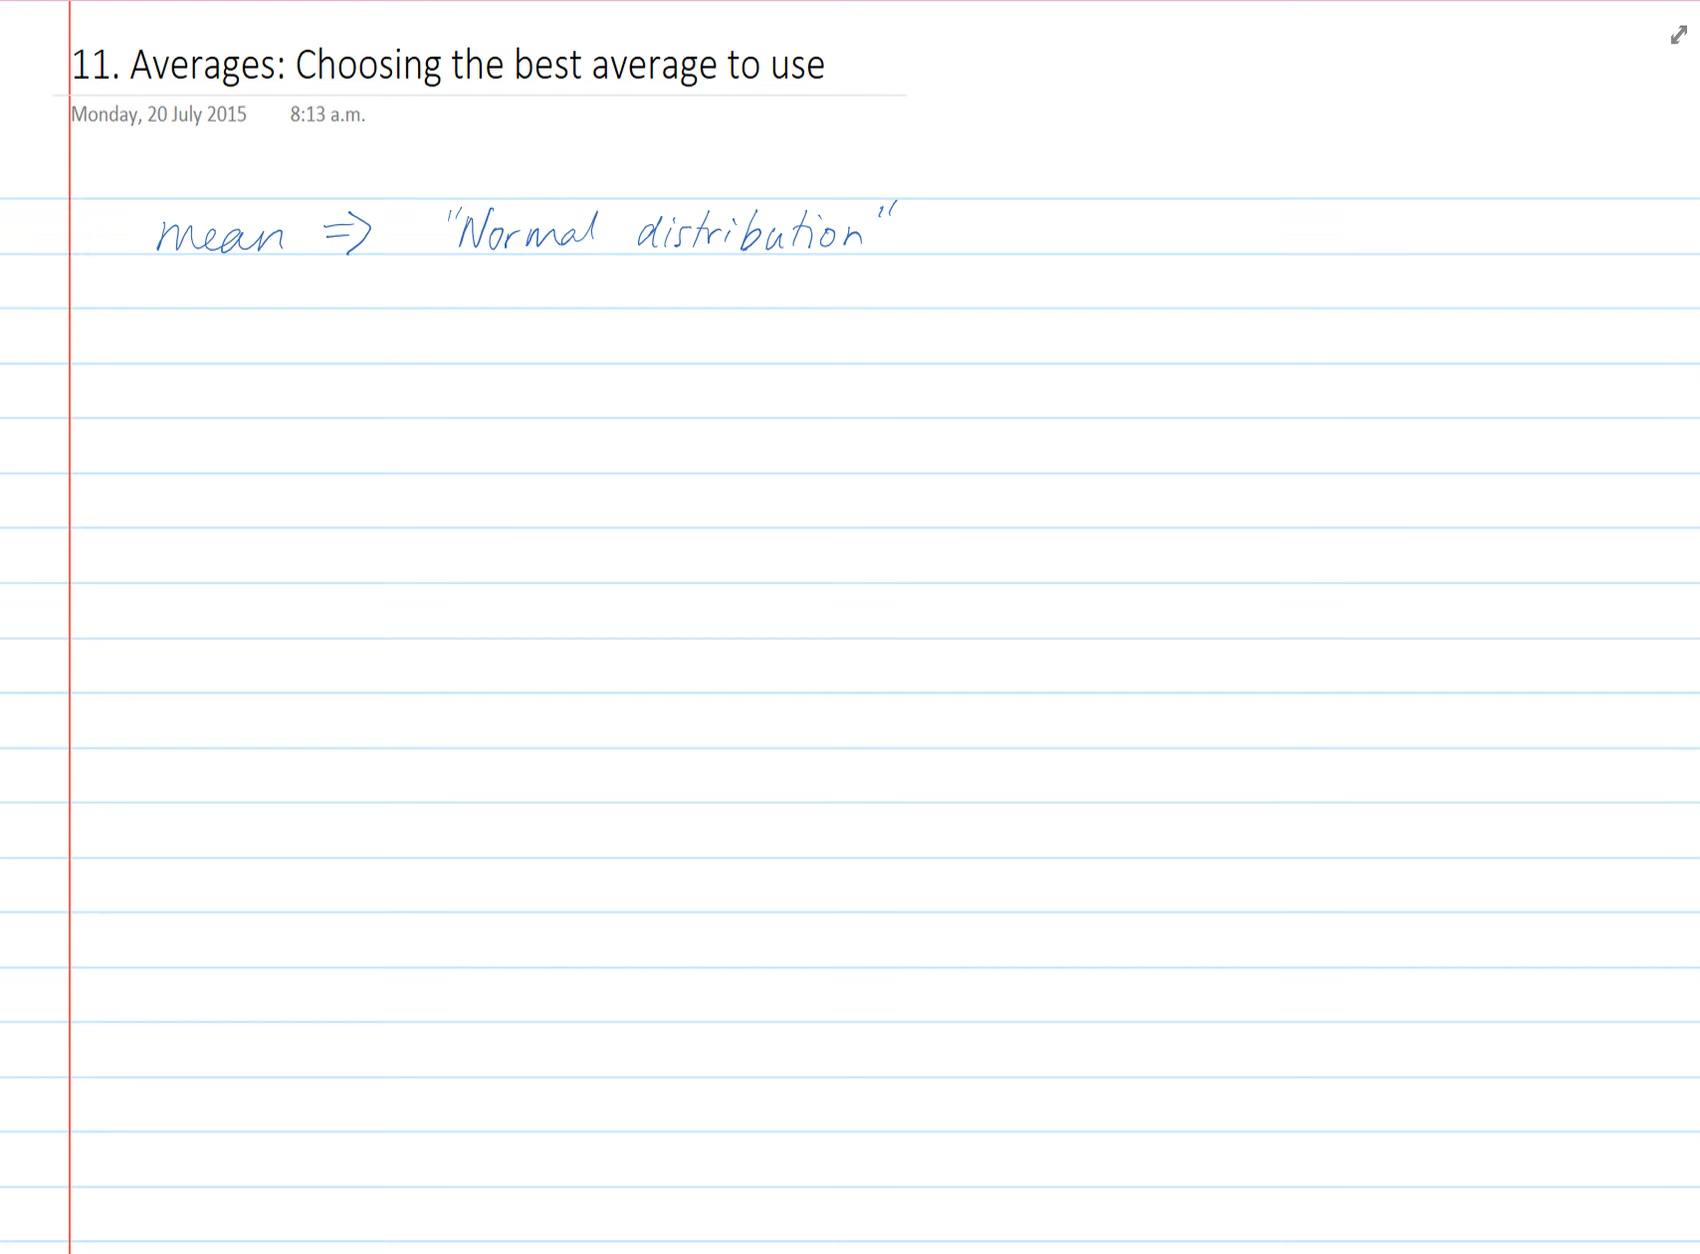 11. Averages: Choosing the best average to use
Monday, 20 July 2015 8:13 a.m.
mean ⇒ "Normal distribution"